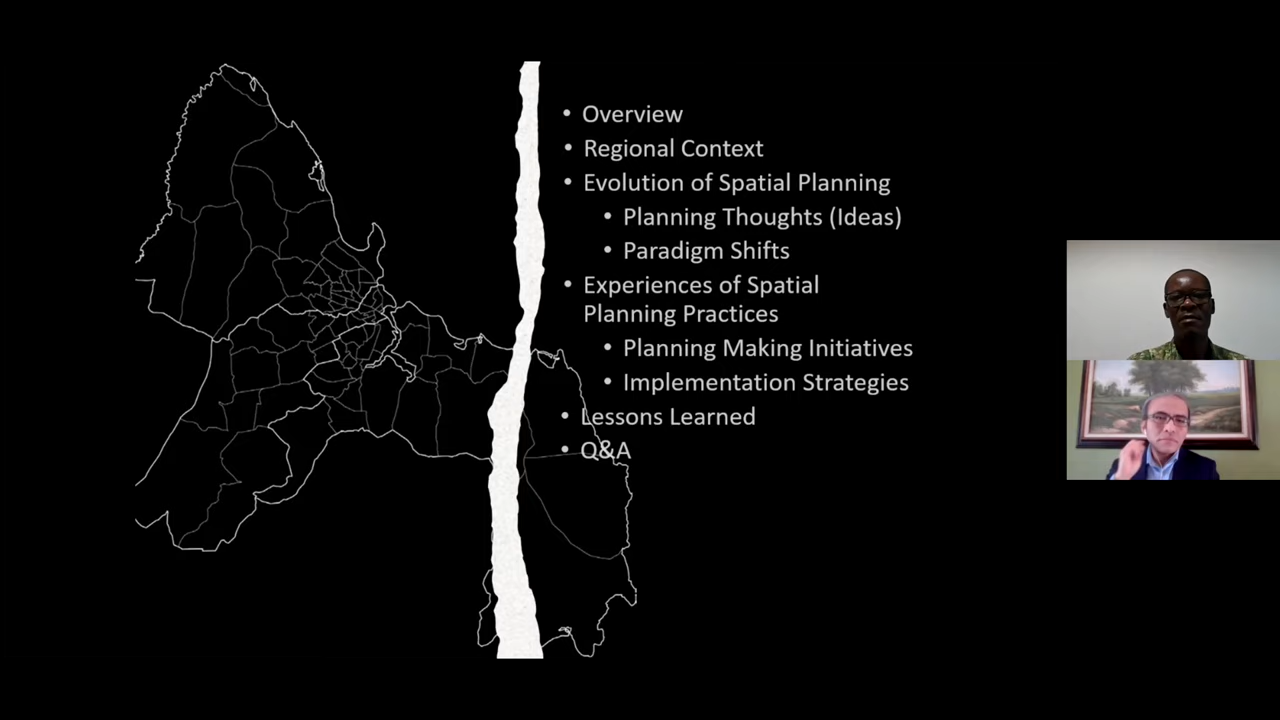 • Overview
• Regional Context
• Evolution of Spatial Planning
• Planning Thoughts (Ideas)
• Paradigm Shifts
• Experiences of Spatial
Planning Practices
• Planning Making Initiatives
• Implementation Strategies
• Lessons Learned
• Q&A